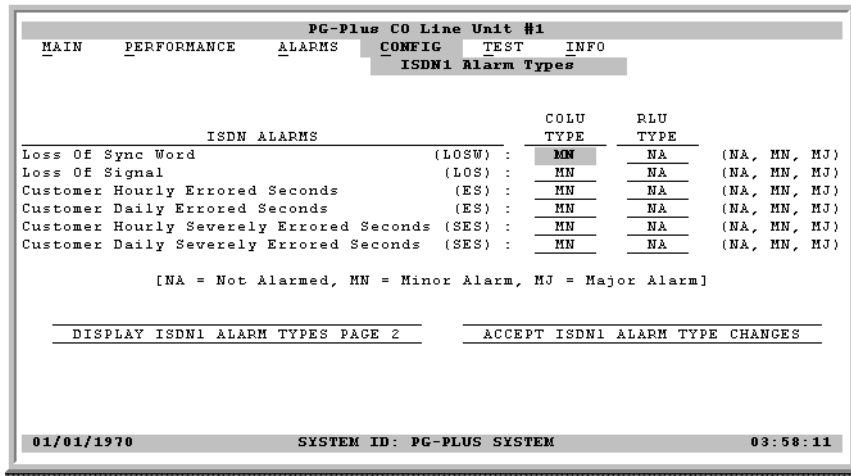 PG-Plus CO Line Unit #1
MAIN PERFORMANCE ALARMS CONFIG TEST INFO
ISDN1 Alarm Types
COLU RLU
ISDN ALARMS TYPE TYPE
Loss Of Sync Word (LOSW) : MN NA (NA, MN, MJ)
Loss Of Signal (LOS) : MN NA (NA, MN, MJ)
Customer Hourly Errored Seconds (ES) : MN NA (NA, MN, MJ)
Customer Daily Errored Seconds (ES) : MN NA (NA, MN, MJ)
Customer Hourly Severely Errored Seconds (SES) : MN NA (NA, MN, MJ)
Customer Daily Severely Errored Seconds (SES) : MN NA (NA, MN, MJ)
[NA = Not Alarmed, MN = Minor Alarm, MJ = Major Alarm]
DISPLAY ISDN1 ALARM TYPES PAGE 2 ACCEPT ISDN1 ALARM TYPE CHANGES
01/01/1970 SYSTEM ID: PG-PLUS SYSTEM 03:58:11